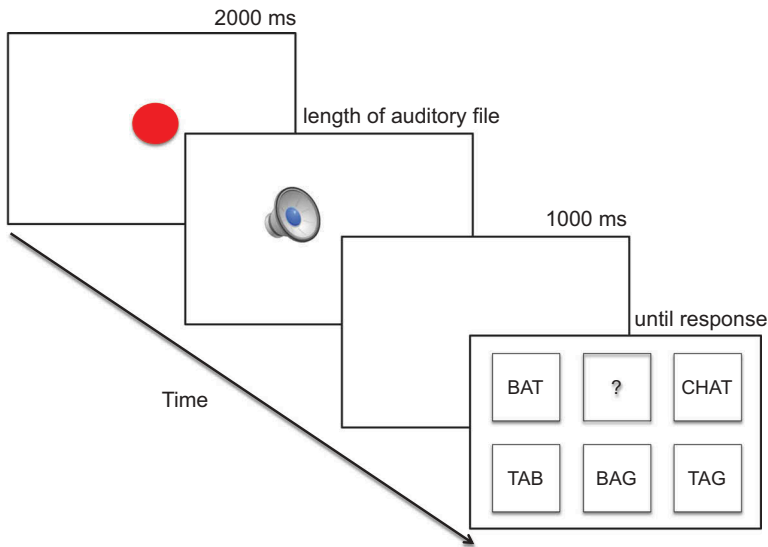 2000 ms
length of auditory file
1000 ms
until response
Time
BAT ? CHAT
TAB BAG TAG